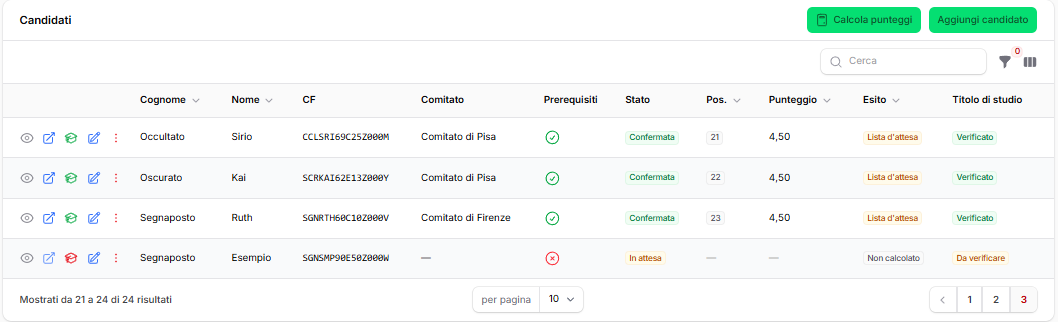 Candidati
Calcola punteggi
Aggiungi candidato
Cerca
0
Cognome Nome CF Comitato Prerequisiti Stato Pos. Punteggio Esito Titolo di studio
Occultato Sirio CCLSRI69C25Z000M Comitato di Pisa Confermata 21 4,50 Lista d'attesa Verificato
Oscurato Kai SCRKAI62E13Z000Y Comitato di Pisa Confermata 22 4,50 Lista d'attesa Verificato
Segnaposto Ruth SGNRTH60C10Z000V Comitato di Firenze Confermata 23 4,50 Lista d'attesa Verificato
Segnaposto Esempio SGNSMP90E50Z000W — In attesa — — Non calcolato Da verificare
Mostrati da 21 a 24 di 24 risultati per pagina 10 1 2 3